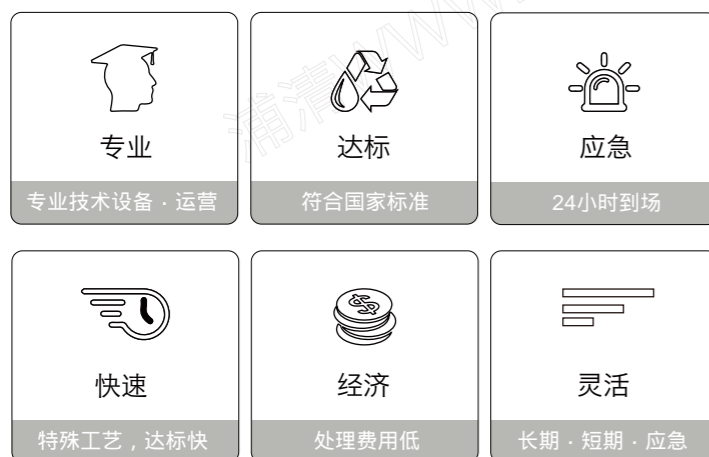 专业
达标
应急
专业技术设备 · 运营
符合国家标准
24小时到场
快速
经济
灵活
特殊工艺，达标快
处理费用低
长期 · 短期 · 应急